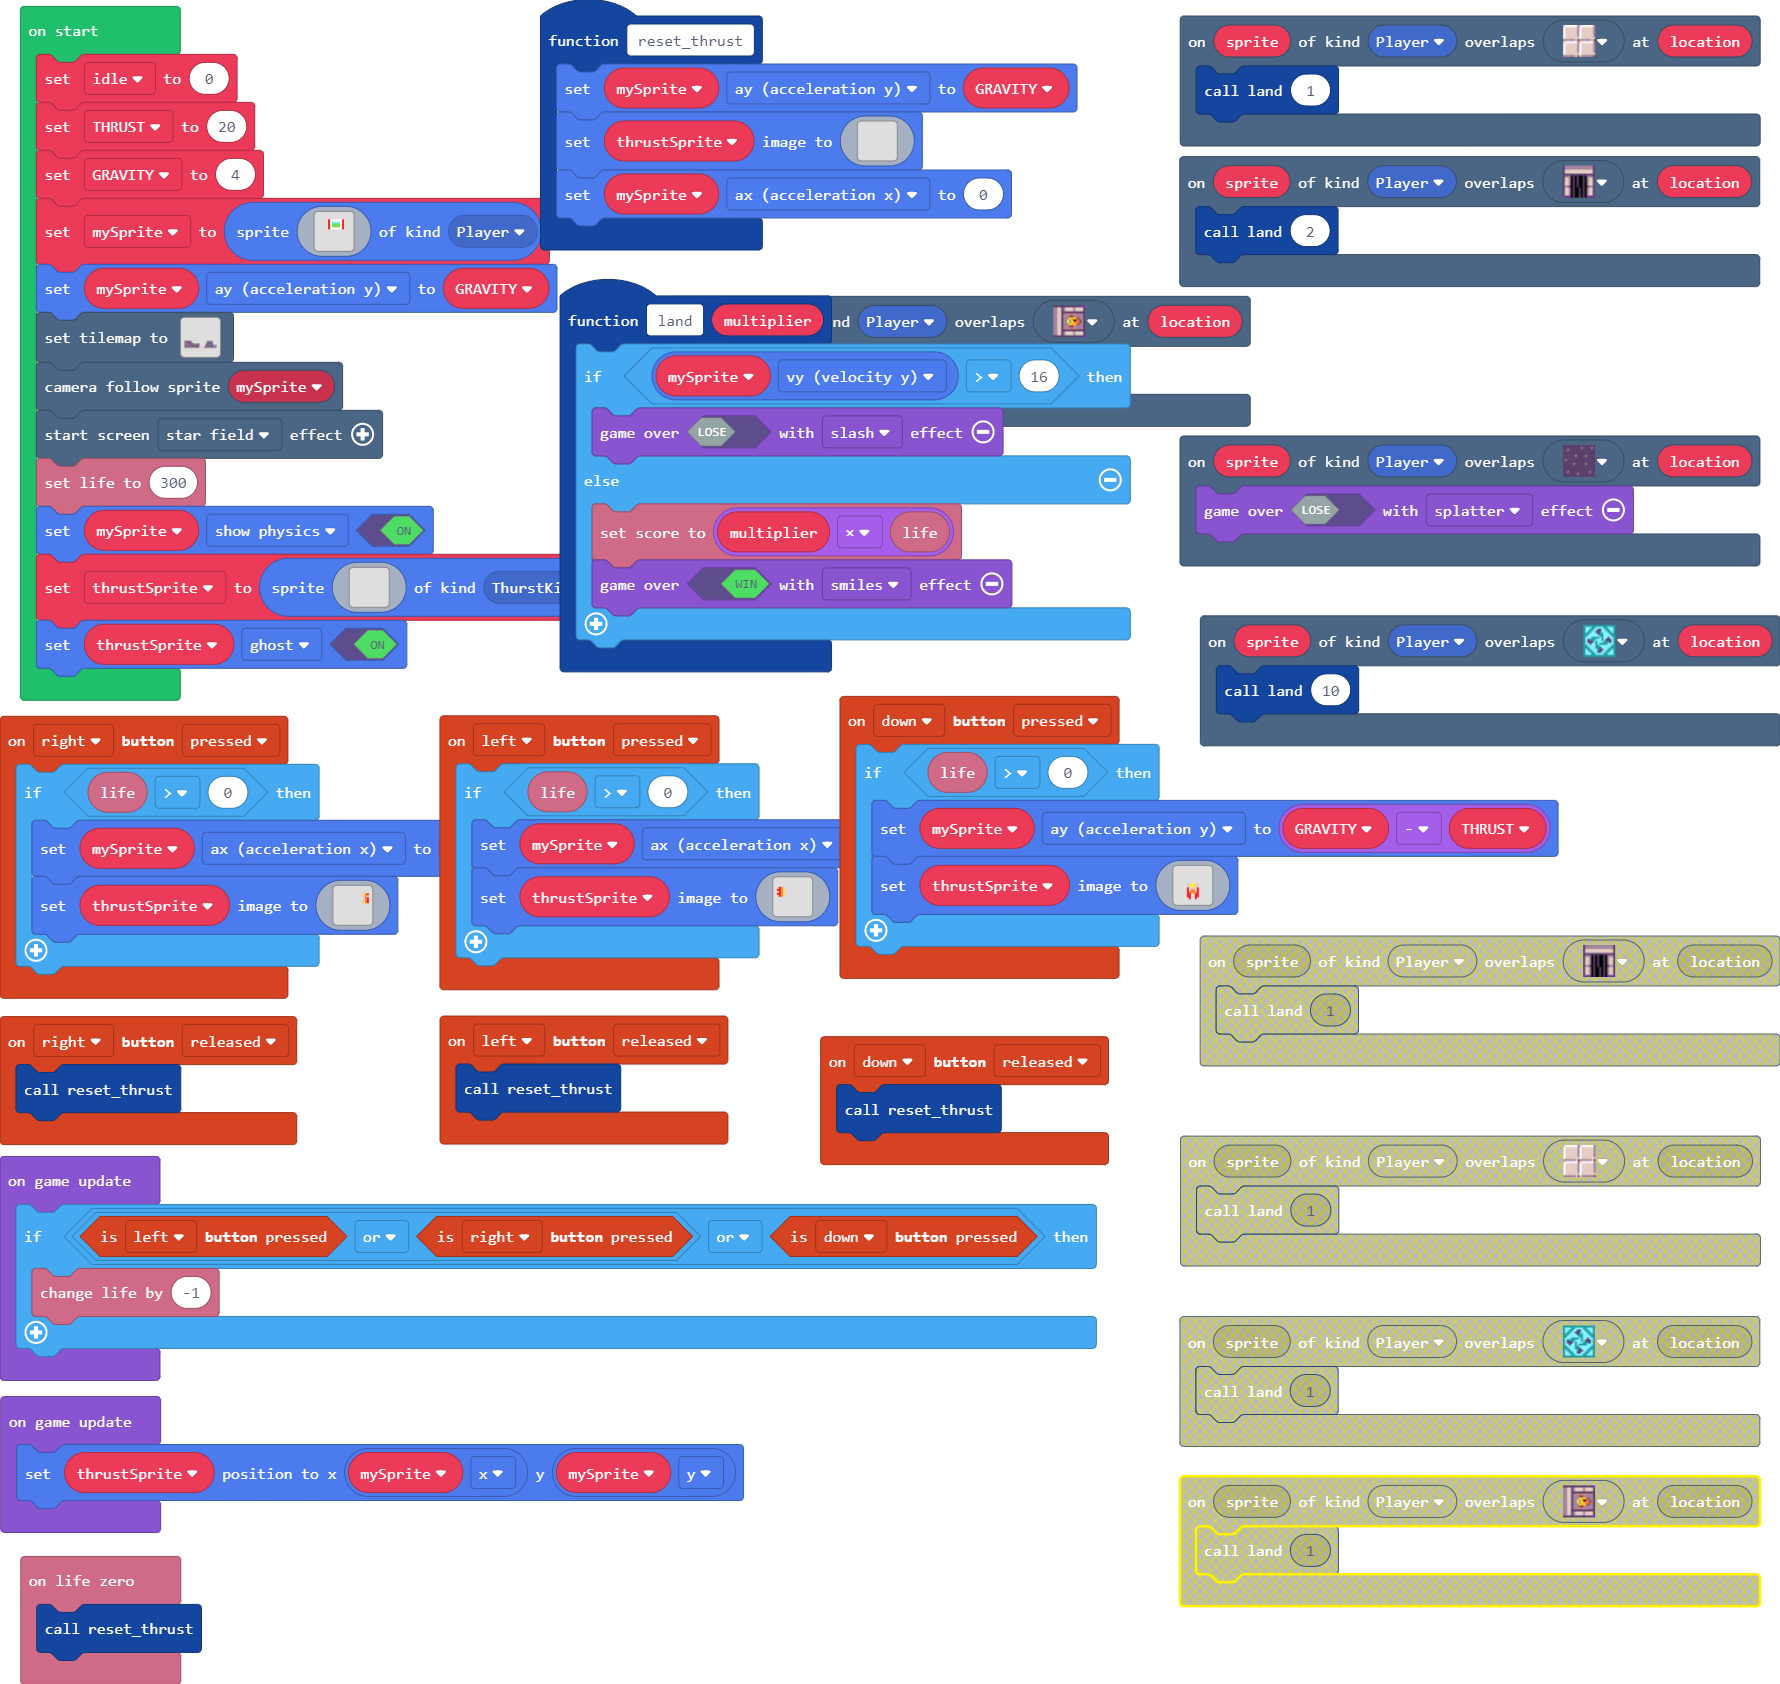 on start
set idle to 0
set THRUST to 20
set GRAVITY to 4
set mySprite to sprite of kind Player
set mySprite ay (acceleration y) to GRAVITY
set tilemap to
camera follow sprite mySprite
start screen star field effect
set life to 300
set mySprite show physics ON
set thrustSprite to sprite of kind ThurstKi
set thrustSprite ghost ON
function reset_thrust
set mySprite ay (acceleration y) to GRAVITY
set thrustSprite image to
set mySprite ax (acceleration x) to 0
function land multiplier
if mySprite vy (velocity y) > 16 then
game over LOSE with slash effect
else
set score to multiplier x life
game over WIN with smiles effect
nd Player overlaps at location
on sprite of kind Player overlaps at location
call land 1
on sprite of kind Player overlaps at location
call land 2
on sprite of kind Player overlaps at location
game over LOSE with splatter effect
on sprite of kind Player overlaps at location
call land 10
on right button pressed
if life > 0 then
set mySprite ax (acceleration x) to
set thrustSprite image to
on left button pressed
if life > 0 then
set mySprite ax (acceleration x)
set thrustSprite image to
on down button pressed
if life > 0 then
set mySprite ay (acceleration y) to GRAVITY - THRUST
set thrustSprite image to
on right button released
call reset_thrust
on left button released
call reset_thrust
on down button released
call reset_thrust
on game update
if is left button pressed or is right button pressed or is down button pressed then
change life by -1
on game update
set thrustSprite position to x mySprite x y mySprite y
on life zero
call reset_thrust
on sprite of kind Player overlaps at location
call land 1
on sprite of kind Player overlaps at location
call land 1
on sprite of kind Player overlaps at location
call land 1
on sprite of kind Player overlaps at location
call land 1